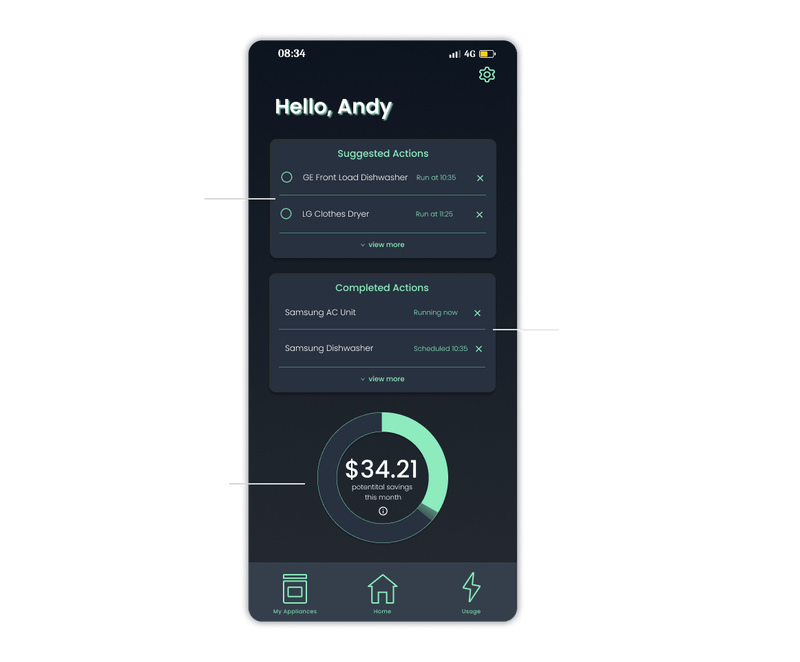 08:34
4G
Hello, Andy
Suggested Actions
GE Front Load Dishwasher Run at 10:35
LG Clothes Dryer Run at 11:25
view more
Completed Actions
Samsung AC Unit Running now
Samsung Dishwasher Scheduled 10:35
view more
$34.21
potentital savings
this month
My Appliances Home Usage